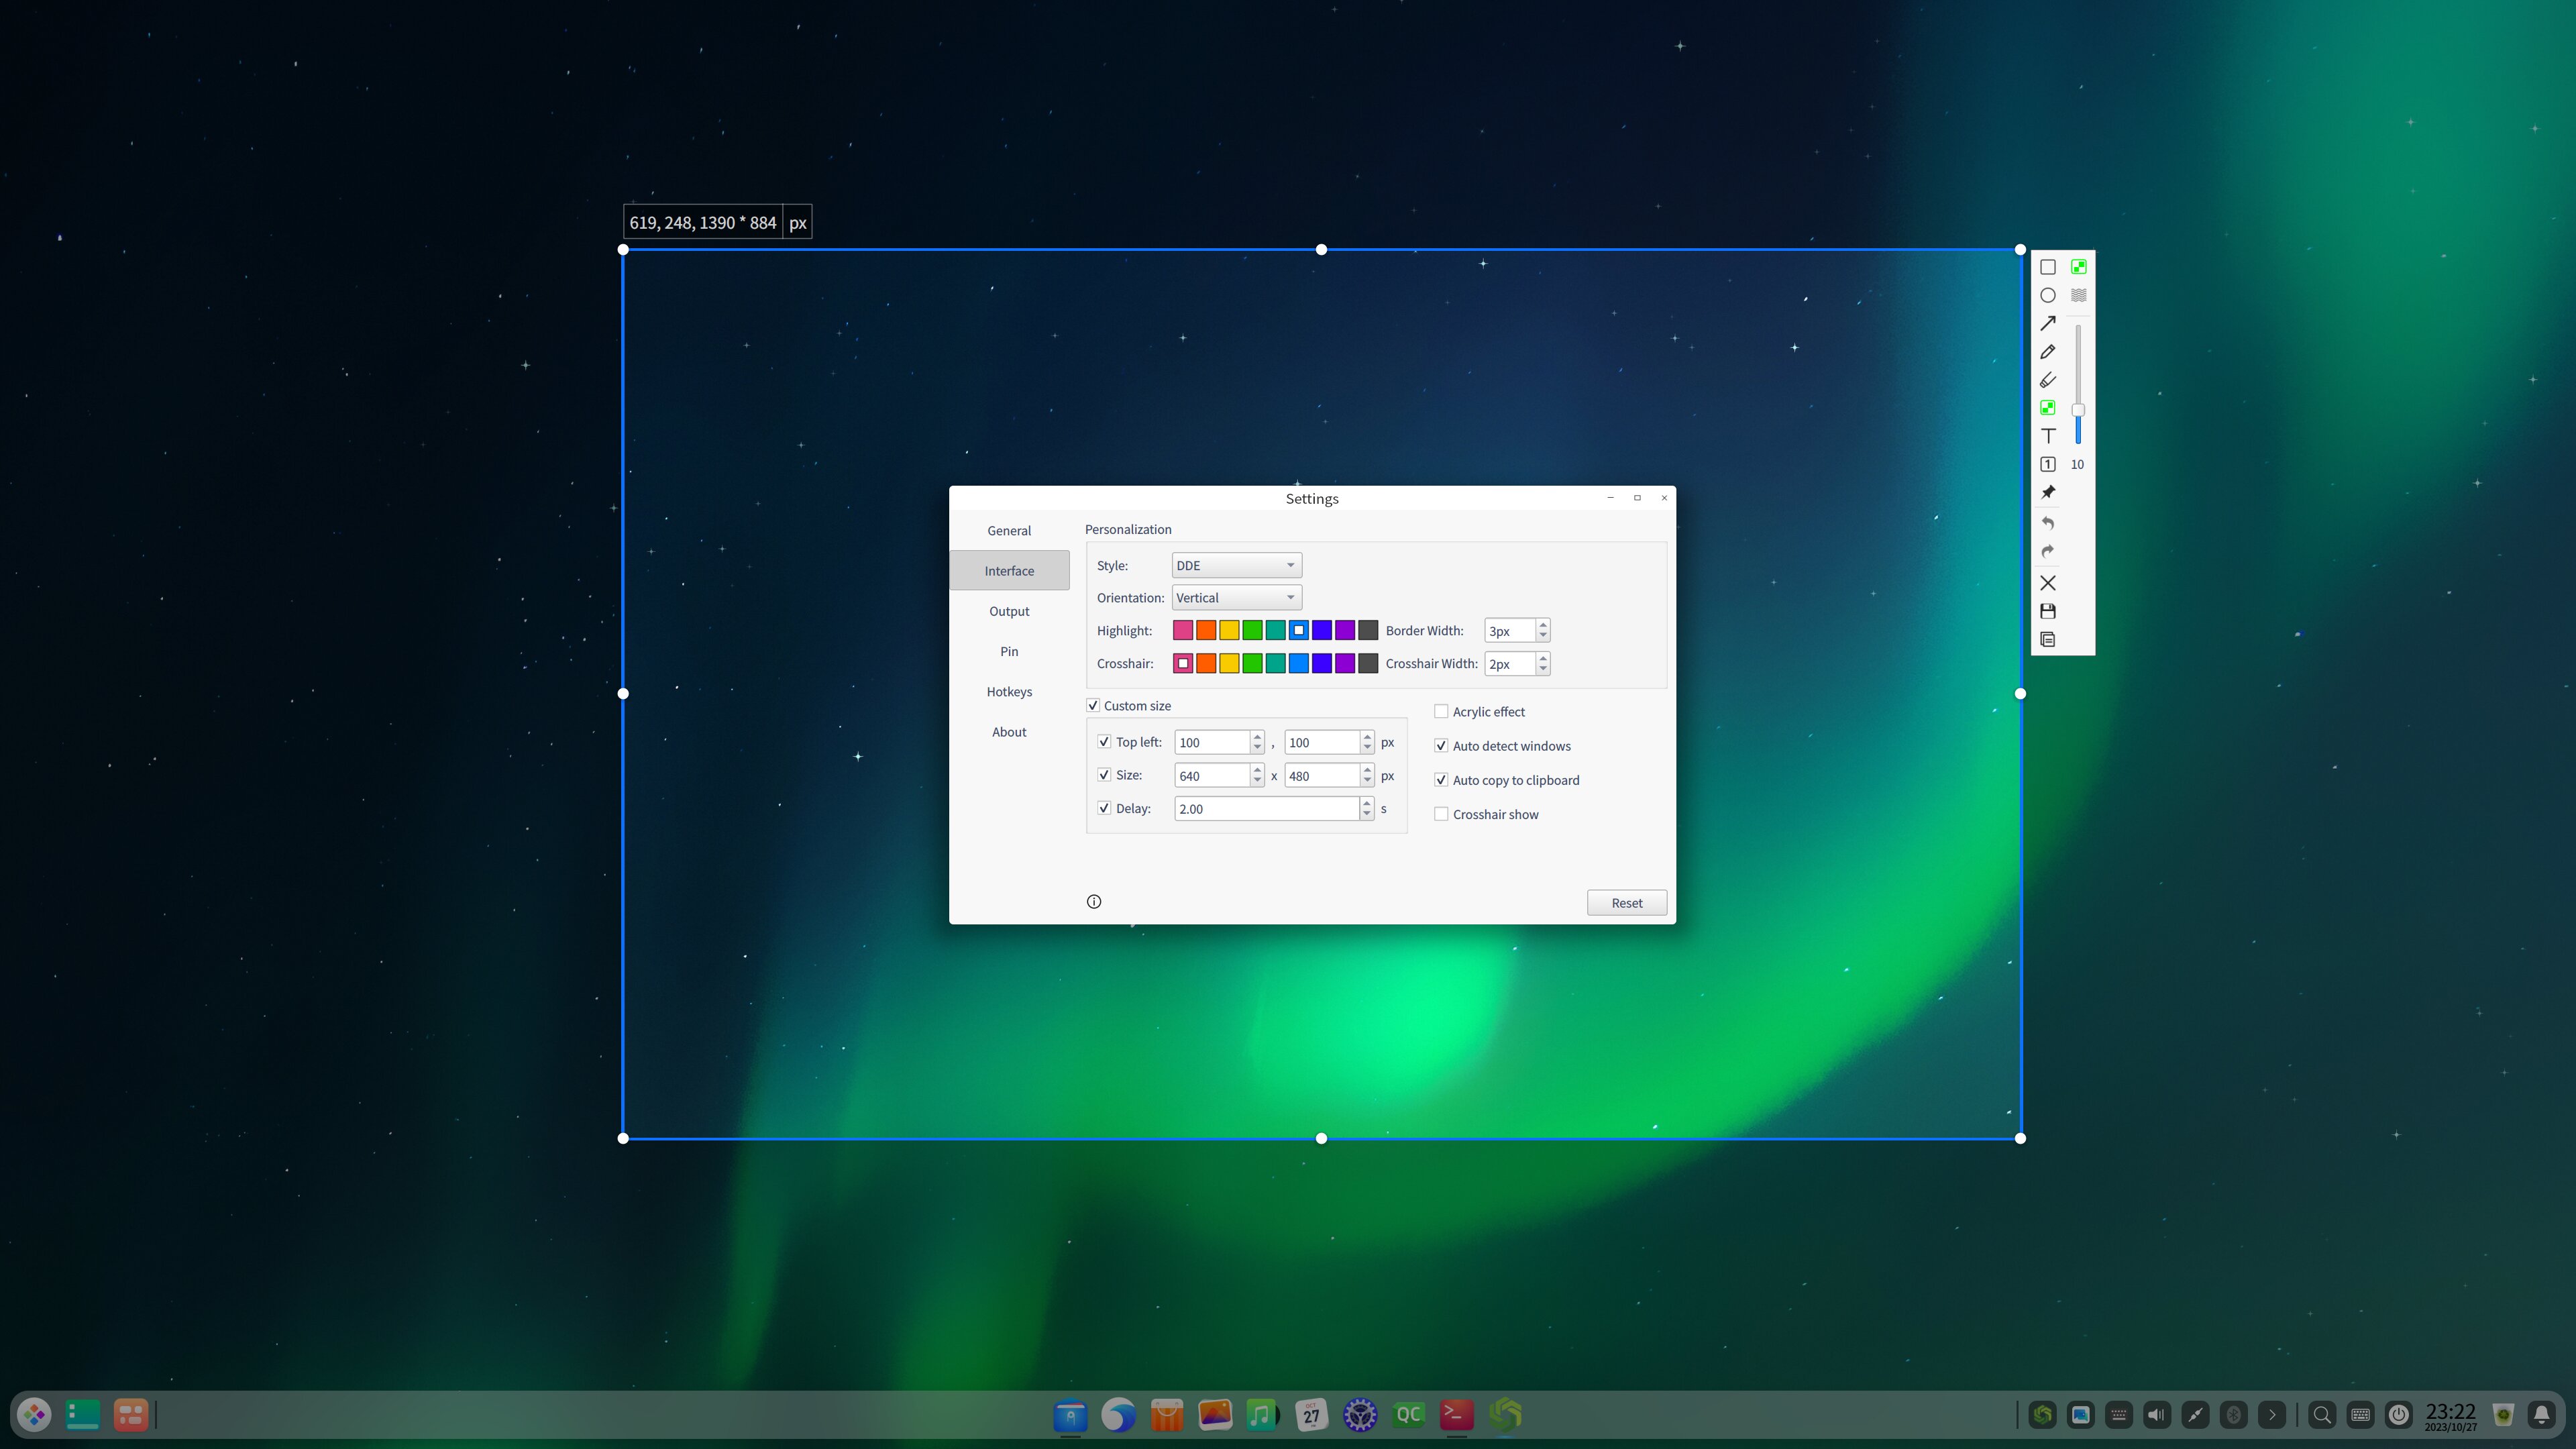 619, 248, 1390 * 884 px
Settings
General
Interface
Output
Pin
Hotkeys
About
Personalization
Style: DDE
Orientation: Vertical
Highlight: Border Width: 3px
Crosshair: Crosshair Width: 2px
Custom size
Top left: 100 , 100 px
Size: 640 x 480 px
Delay: 2.00 s
Acrylic effect
Auto detect windows
Auto copy to clipboard
Crosshair show
Reset
T
1 10
OCT
27
QC
23:22
2023/10/27